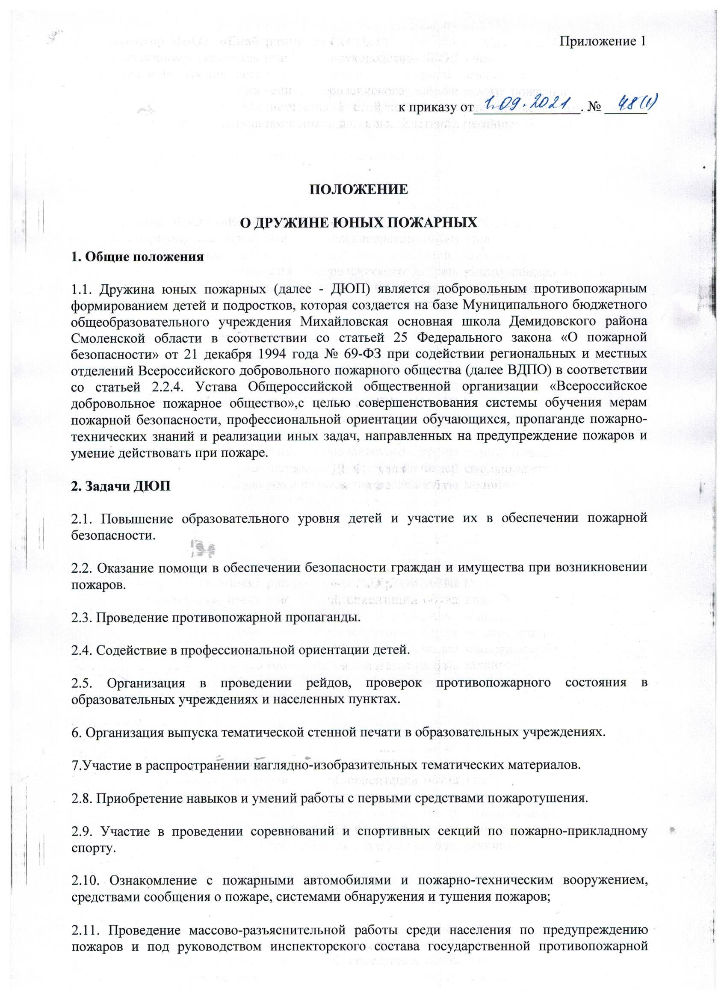 Приложение 1
к приказу от 1.09.2021. № 48(1)
ПОЛОЖЕНИЕ
О ДРУЖИНЕ ЮНЫХ ПОЖАРНЫХ
1. Общие положения
1.1. Дружина юных пожарных (далее - ДЮП) является добровольным противопожарным
формированием детей и подростков, которая создается на базе Муниципального бюджетного
общеобразовательного учреждения Михайловская основная школа Демидовского района
Смоленской области в соответствии со статьей 25 Федерального закона «О пожарной
безопасности» от 21 декабря 1994 года № 69-ФЗ при содействии региональных и местных
отделений Всероссийского добровольного пожарного общества (далее ВДПО) в соответствии
со статьей 2.2.4. Устава Общероссийской общественной организации «Всероссийское
добровольное пожарное общество»,с целью совершенствования системы обучения мерам
пожарной безопасности, профессиональной ориентации обучающихся, пропаганде пожарно-
технических знаний и реализации иных задач, направленных на предупреждение пожаров и
умение действовать при пожаре.
2. Задачи ДЮП
2.1. Повышение образовательного уровня детей и участие их в обеспечении пожарной
безопасности.
2.2. Оказание помощи в обеспечении безопасности граждан и имущества при возникновении
пожаров.
2.3. Проведение противопожарной пропаганды.
2.4. Содействие в профессиональной ориентации детей.
2.5. Организация в проведении рейдов, проверок противопожарного состояния в
образовательных учреждениях и населенных пунктах.
6. Организация выпуска тематической стенной печати в образовательных учреждениях.
7.Участие в распространении наглядно-изобразительных тематических материалов.
2.8. Приобретение навыков и умений работы с первыми средствами пожаротушения.
2.9. Участие в проведении соревнований и спортивных секций по пожарно-прикладному
спорту.
2.10. Ознакомление с пожарными автомобилями и пожарно-техническим вооружением,
средствами сообщения о пожаре, системами обнаружения и тушения пожаров;
2.11. Проведение массово-разъяснительной работы среди населения по предупреждению
пожаров и под руководством инспекторского состава государственной противопожарной